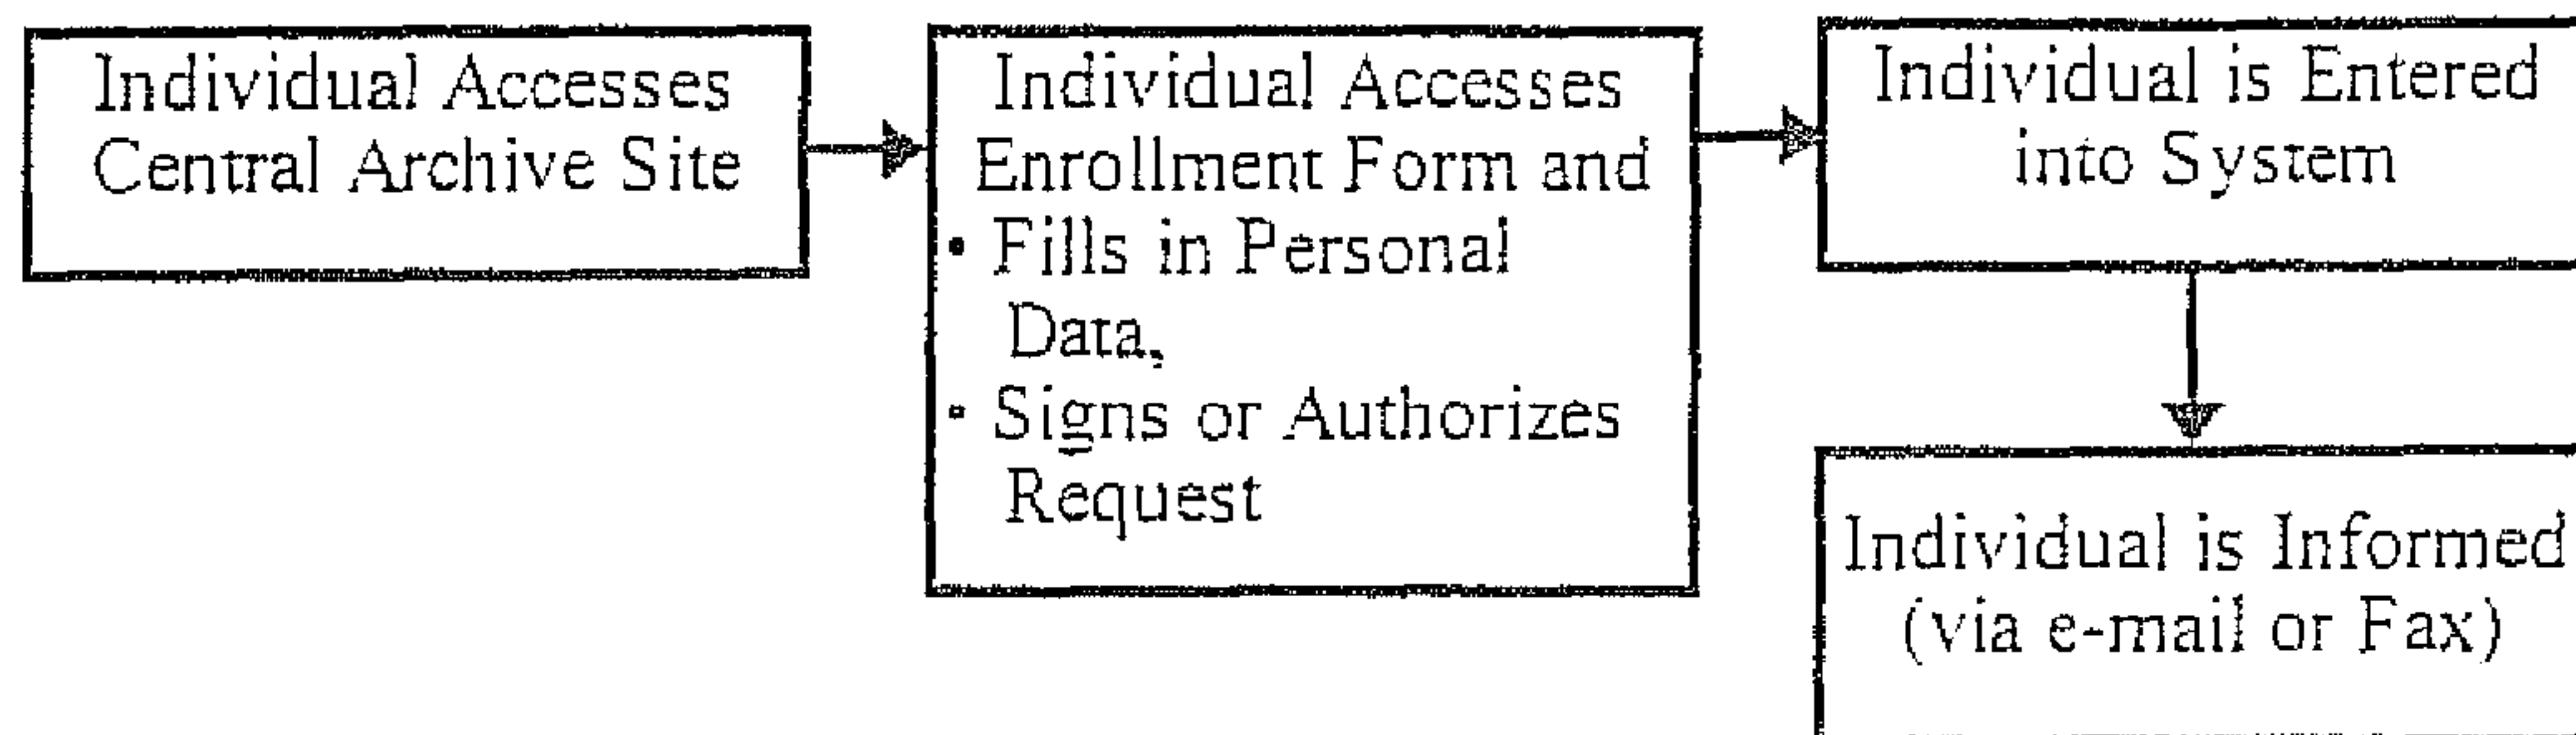 Individual Accesses
Central Archive Site
Individual Accesses
Enrollment Form and
• Fills in Personal
Data,
• Signs or Authorizes
Request
Individual is Entered
into System
Individual is Informed
(via e-mail or Fax)